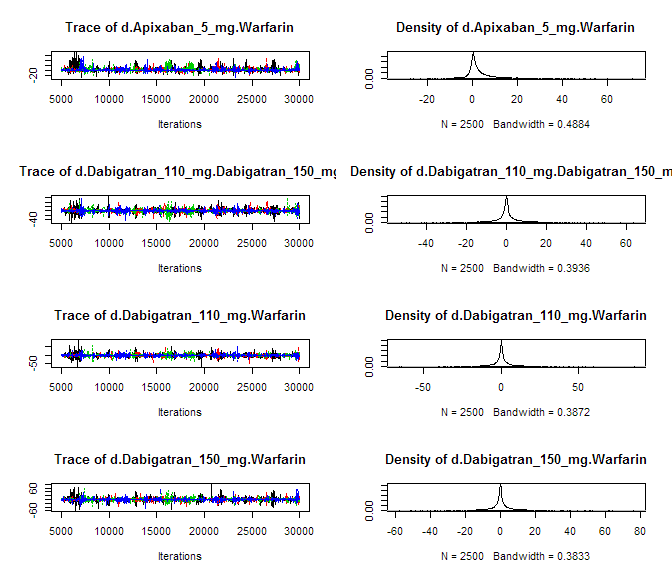 Trace of d.Apixaban_5_mg.Warfarin
-20
5000 10000 15000 20000 25000 30000
Iterations
Density of d.Apixaban_5_mg.Warfarin
0.00
-20 0 20 40 60
N = 2500 Bandwidth = 0.4884
Trace of d.Dabigatran_110_mg.Dabigatran_150_mg
-40
5000 10000 15000 20000 25000 30000
Iterations
Density of d.Dabigatran_110_mg.Dabigatran_150_m
0.00
-40 -20 0 20 40 60
N = 2500 Bandwidth = 0.3936
Trace of d.Dabigatran_110_mg.Warfarin
-50
5000 10000 15000 20000 25000 30000
Iterations
Density of d.Dabigatran_110_mg.Warfarin
0.00
-50 0 50
N = 2500 Bandwidth = 0.3872
Trace of d.Dabigatran_150_mg.Warfarin
-60 60
5000 10000 15000 20000 25000 30000
Iterations
Density of d.Dabigatran_150_mg.Warfarin
0.00
-60 -40 -20 0 20 40 60 80
N = 2500 Bandwidth = 0.3833